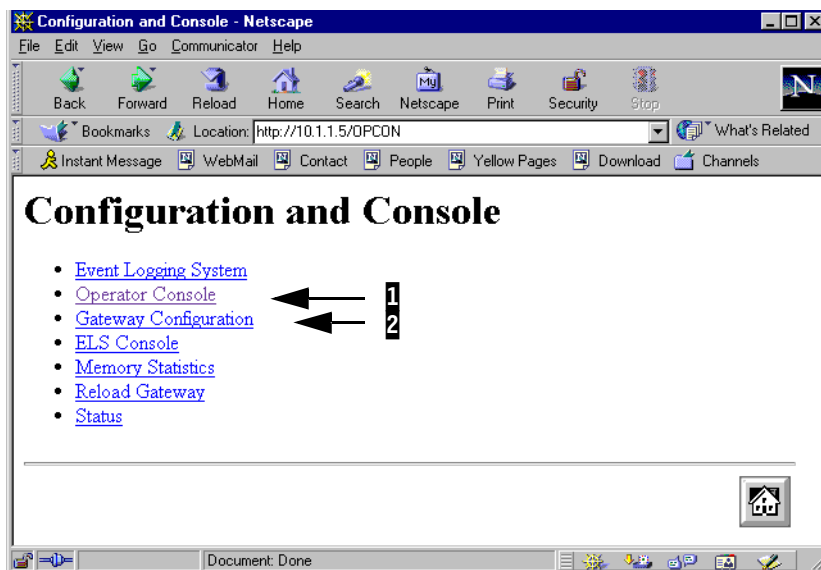 Configuration and Console - Netscape
File Edit View Go Communicator Help
My
Back Forward Reload Home Search Netscape Print Security Stop
N
Bookmarks Location: http://10.1.1.5/OPCON What's Related
Instant Message WebMail Contact People Yellow Pages Download Channels
Configuration and Console
• Event Logging System
• Operator Console 1
• Gateway Configuration 2
• ELS Console
• Memory Statistics
• Reload Gateway
• Status
Document: Done